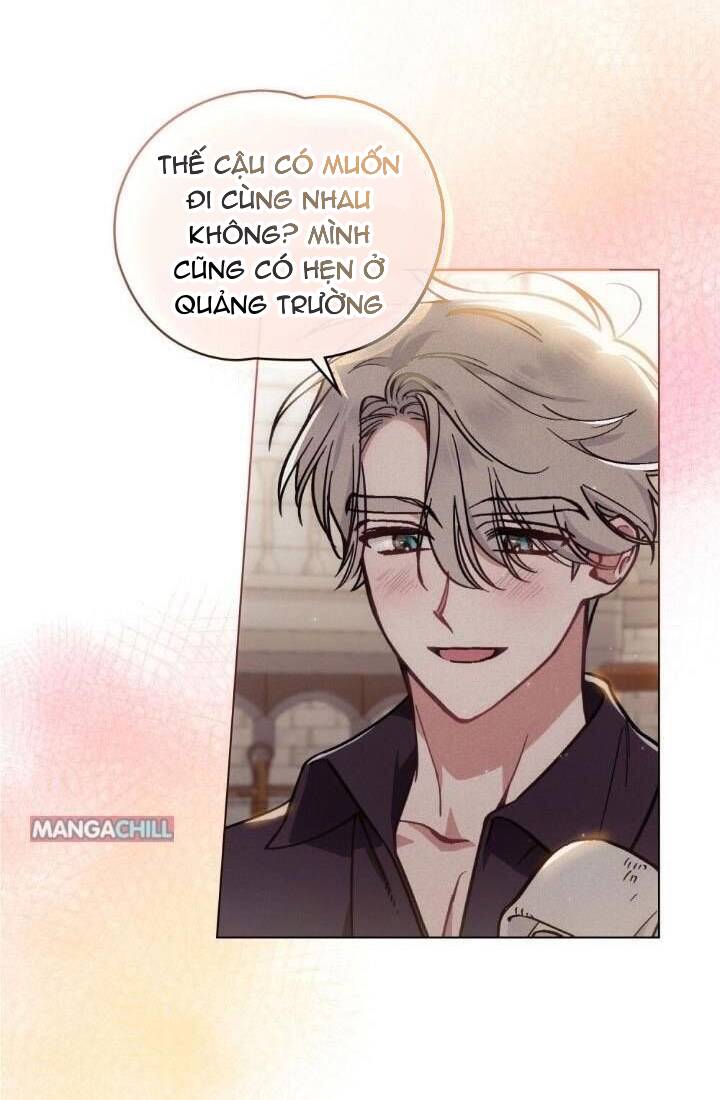 THẾ CẬU CÓ MUỐN
ĐI CÙNG NHAU
KHÔNG? MÌNH
CŨNG CÓ HẸN Ở
QUẢNG TRƯỜNG
MANGACHILL